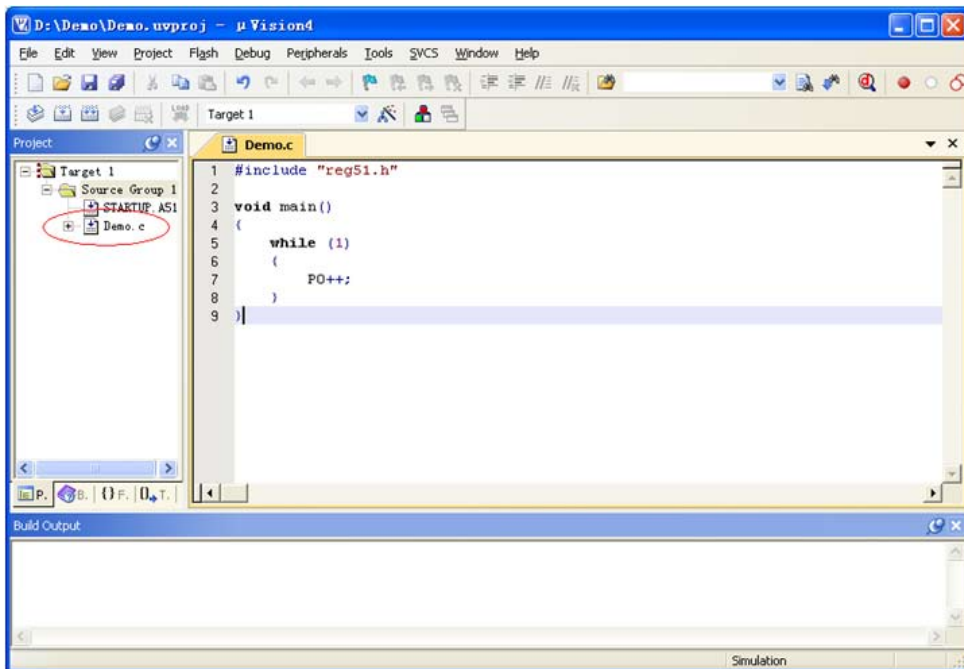 D:\Demo\Demo.uvproj - µVision4
File Edit View Project Flash Debug Peripherals Tools SVCS Window Help
Target 1
Project
Target 1
Source Group 1
STARTUP.A51
Demo.c
P. B. {} F. T.
Demo.c
1 #include "reg51.h"
2
3 void main()
4 {
5 while (1)
6 {
7 P0++;
8 }
9 }
Build Output
Simulation